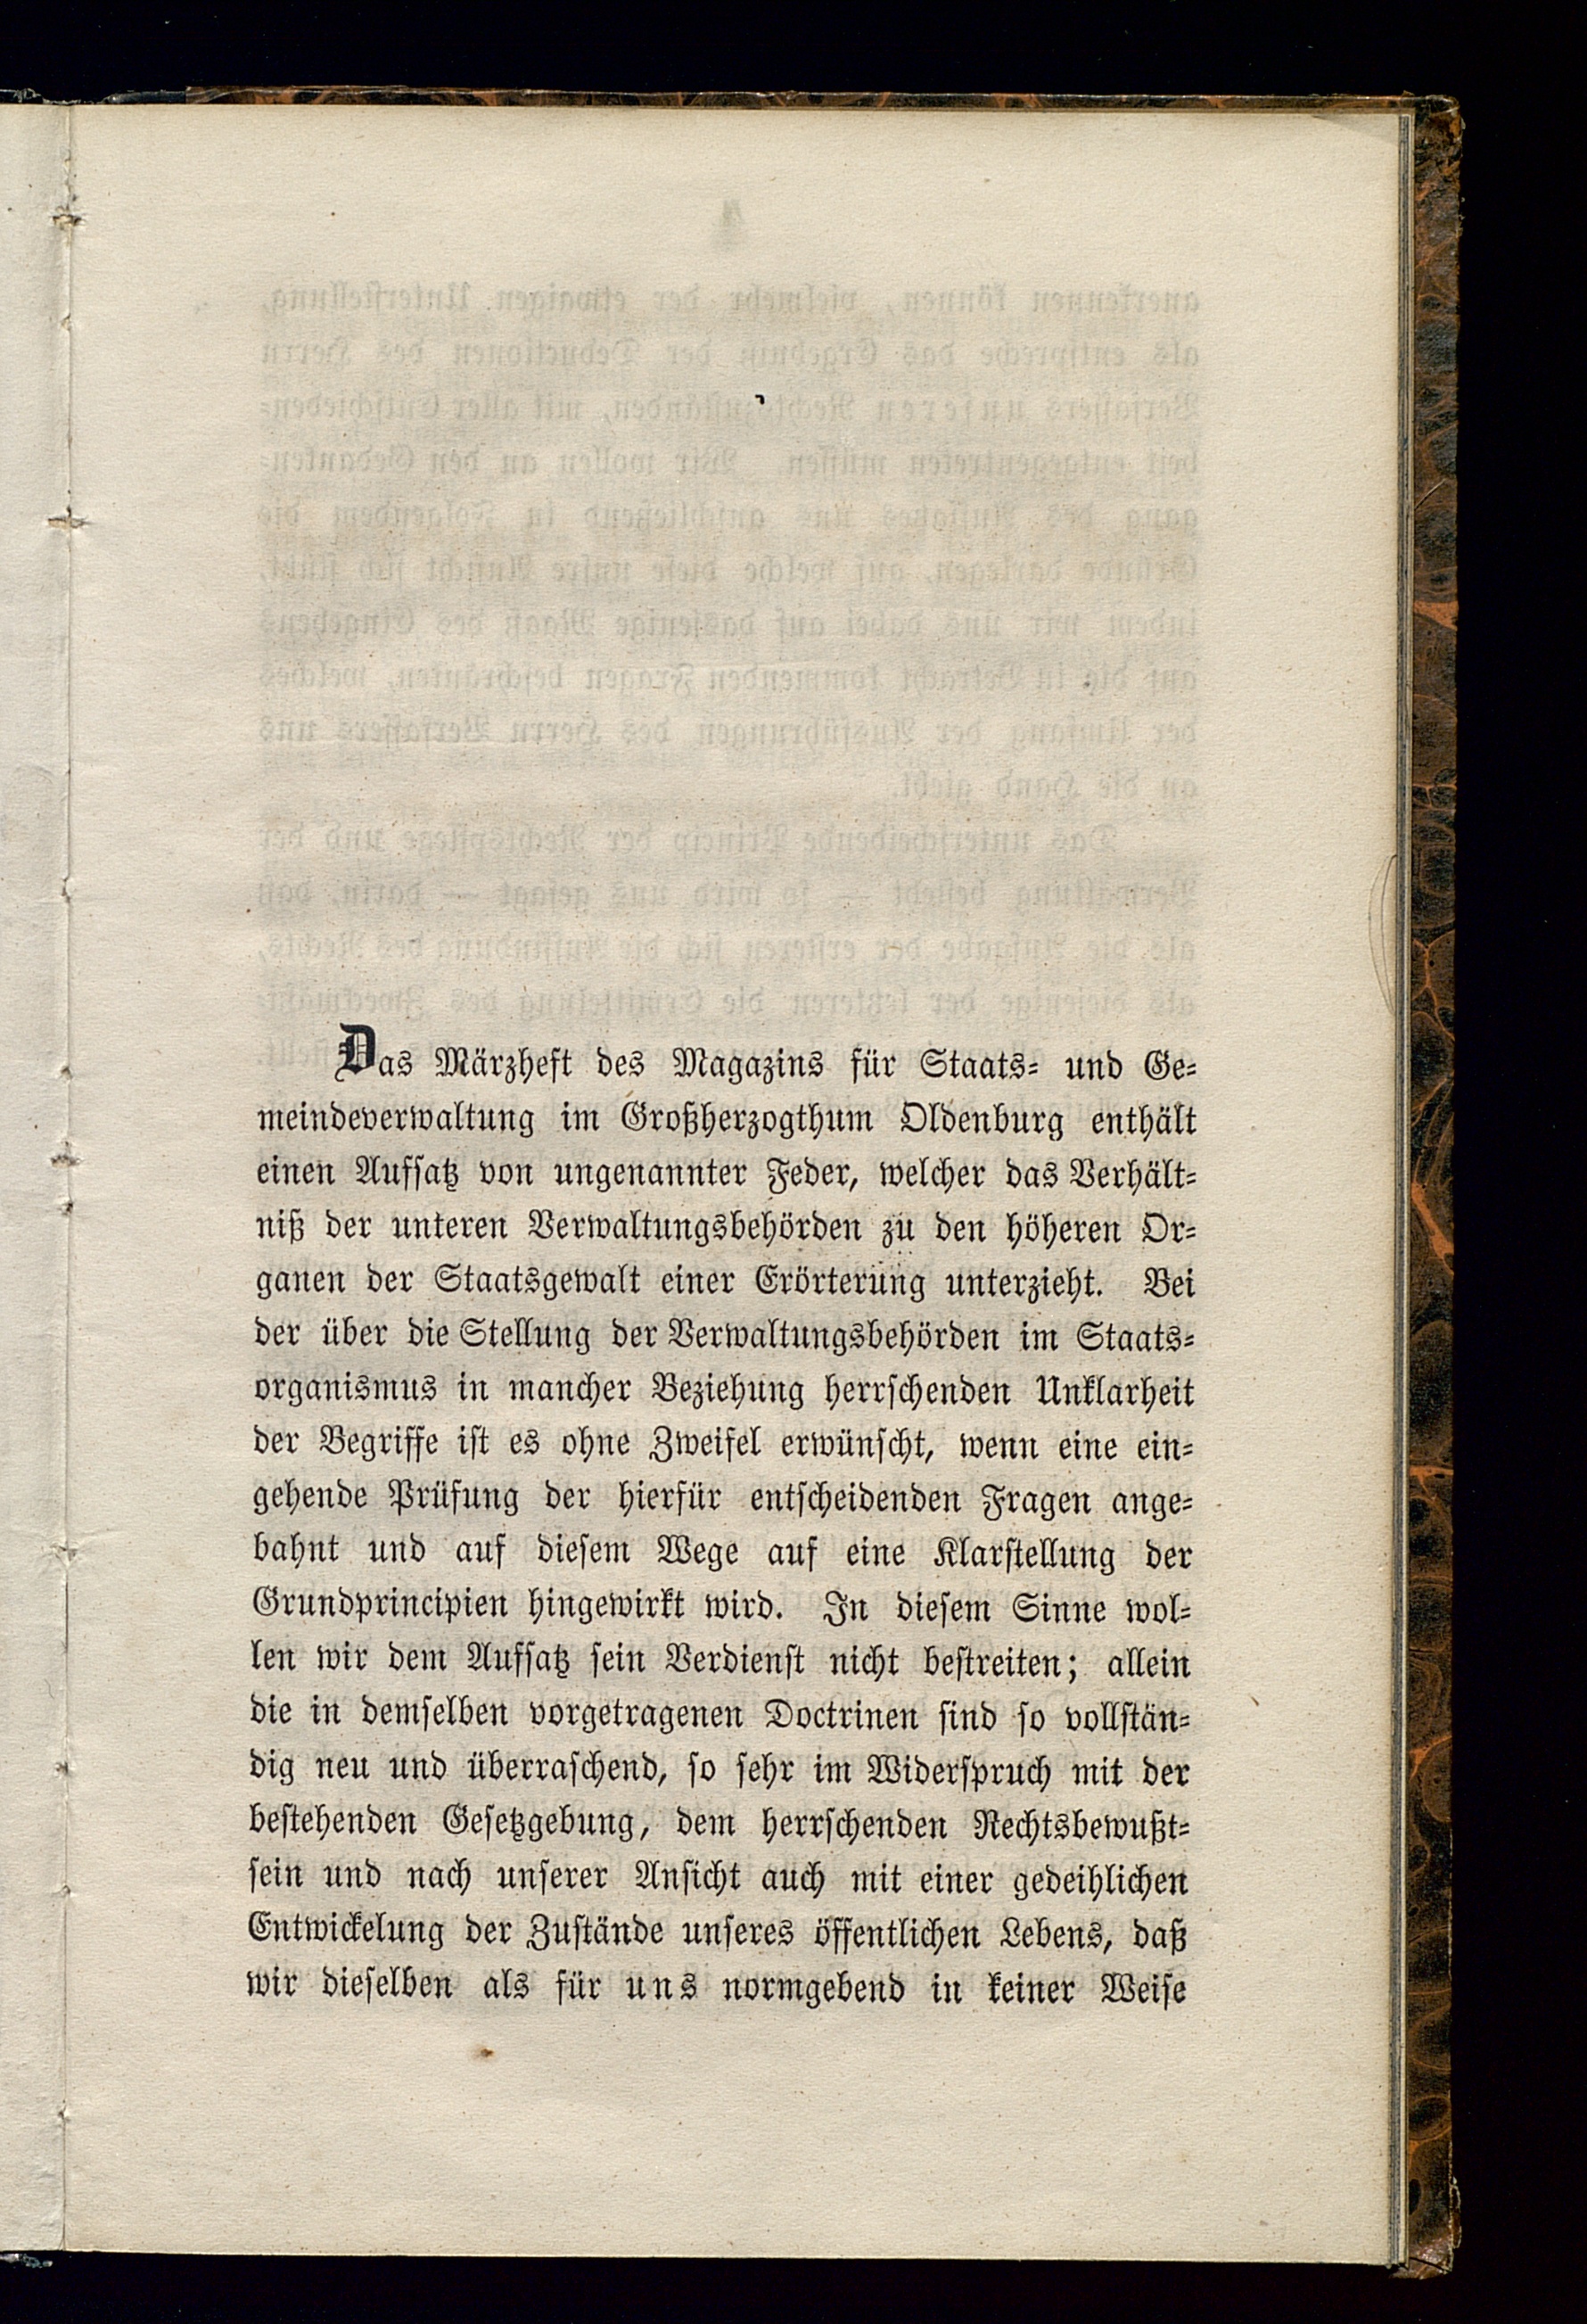 Das Märzheft des Magazins für Staats- und Ge-
meindeverwaltung im Großherzogthum Oldenburg enthält
einen Aufsatz von ungenannter Feder, welcher das Verhält-
niß der unteren Verwaltungsbehörden zu den höheren Or-
ganen der Staatsgewalt einer Erörterung unterzieht. Bei
der über die Stellung der Verwaltungsbehörden im Staats-
organismus in mancher Beziehung herrschenden Unklarheit
der Begriffe ist es ohne Zweifel erwünscht, wenn eine ein-
gehende Prüfung der hierfür entscheidenden Fragen ange-
bahnt und auf diesem Wege auf eine Klarstellung der
Grundprincipien hingewirkt wird. In diesem Sinne wol-
len wir dem Aufsatz sein Verdienst nicht bestreiten; allein
die in demselben vorgetragenen Doctrinen sind so vollstän-
dig neu und überraschend, so sehr im Widerspruch mit der
bestehenden Gesetzgebung, dem herrschenden Rechtsbewußt-
sein und nach unserer Ansicht auch mit einer gedeihlichen
Entwickelung der Zustände unseres öffentlichen Lebens, daß
wir dieselben als für uns normgebend in keiner Weise